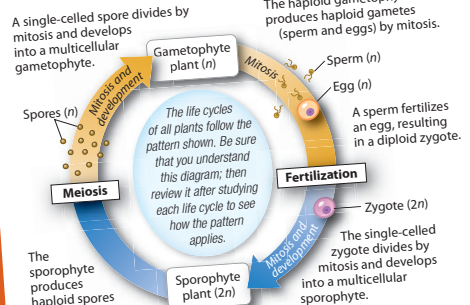 A single-celled spore divides by
mitosis and develops
into a multicellular
gametophyte.
The haploid
produces haploid gametes
(sperm and eggs) by mitosis.
Gametophyte
plant (n)
Mitosis and
development
Mitosis
Sperm (n)
Egg (n)
Spores (n)
A sperm fertilizes
an egg, resulting
in a diploid zygote.
The life cycles
of all plants follow the
pattern shown. Be sure
that you understand
this diagram; then
review it after studying
each life cycle to see
how the pattern
applies.
Meiosis
Fertilization
Zygote (2n)
The single-celled
zygote divides by
mitosis and develops
into a multicellular
sporophyte.
Mitosis and
development
The
sporophyte
produces
haploid spores
Sporophyte
plant (2n)